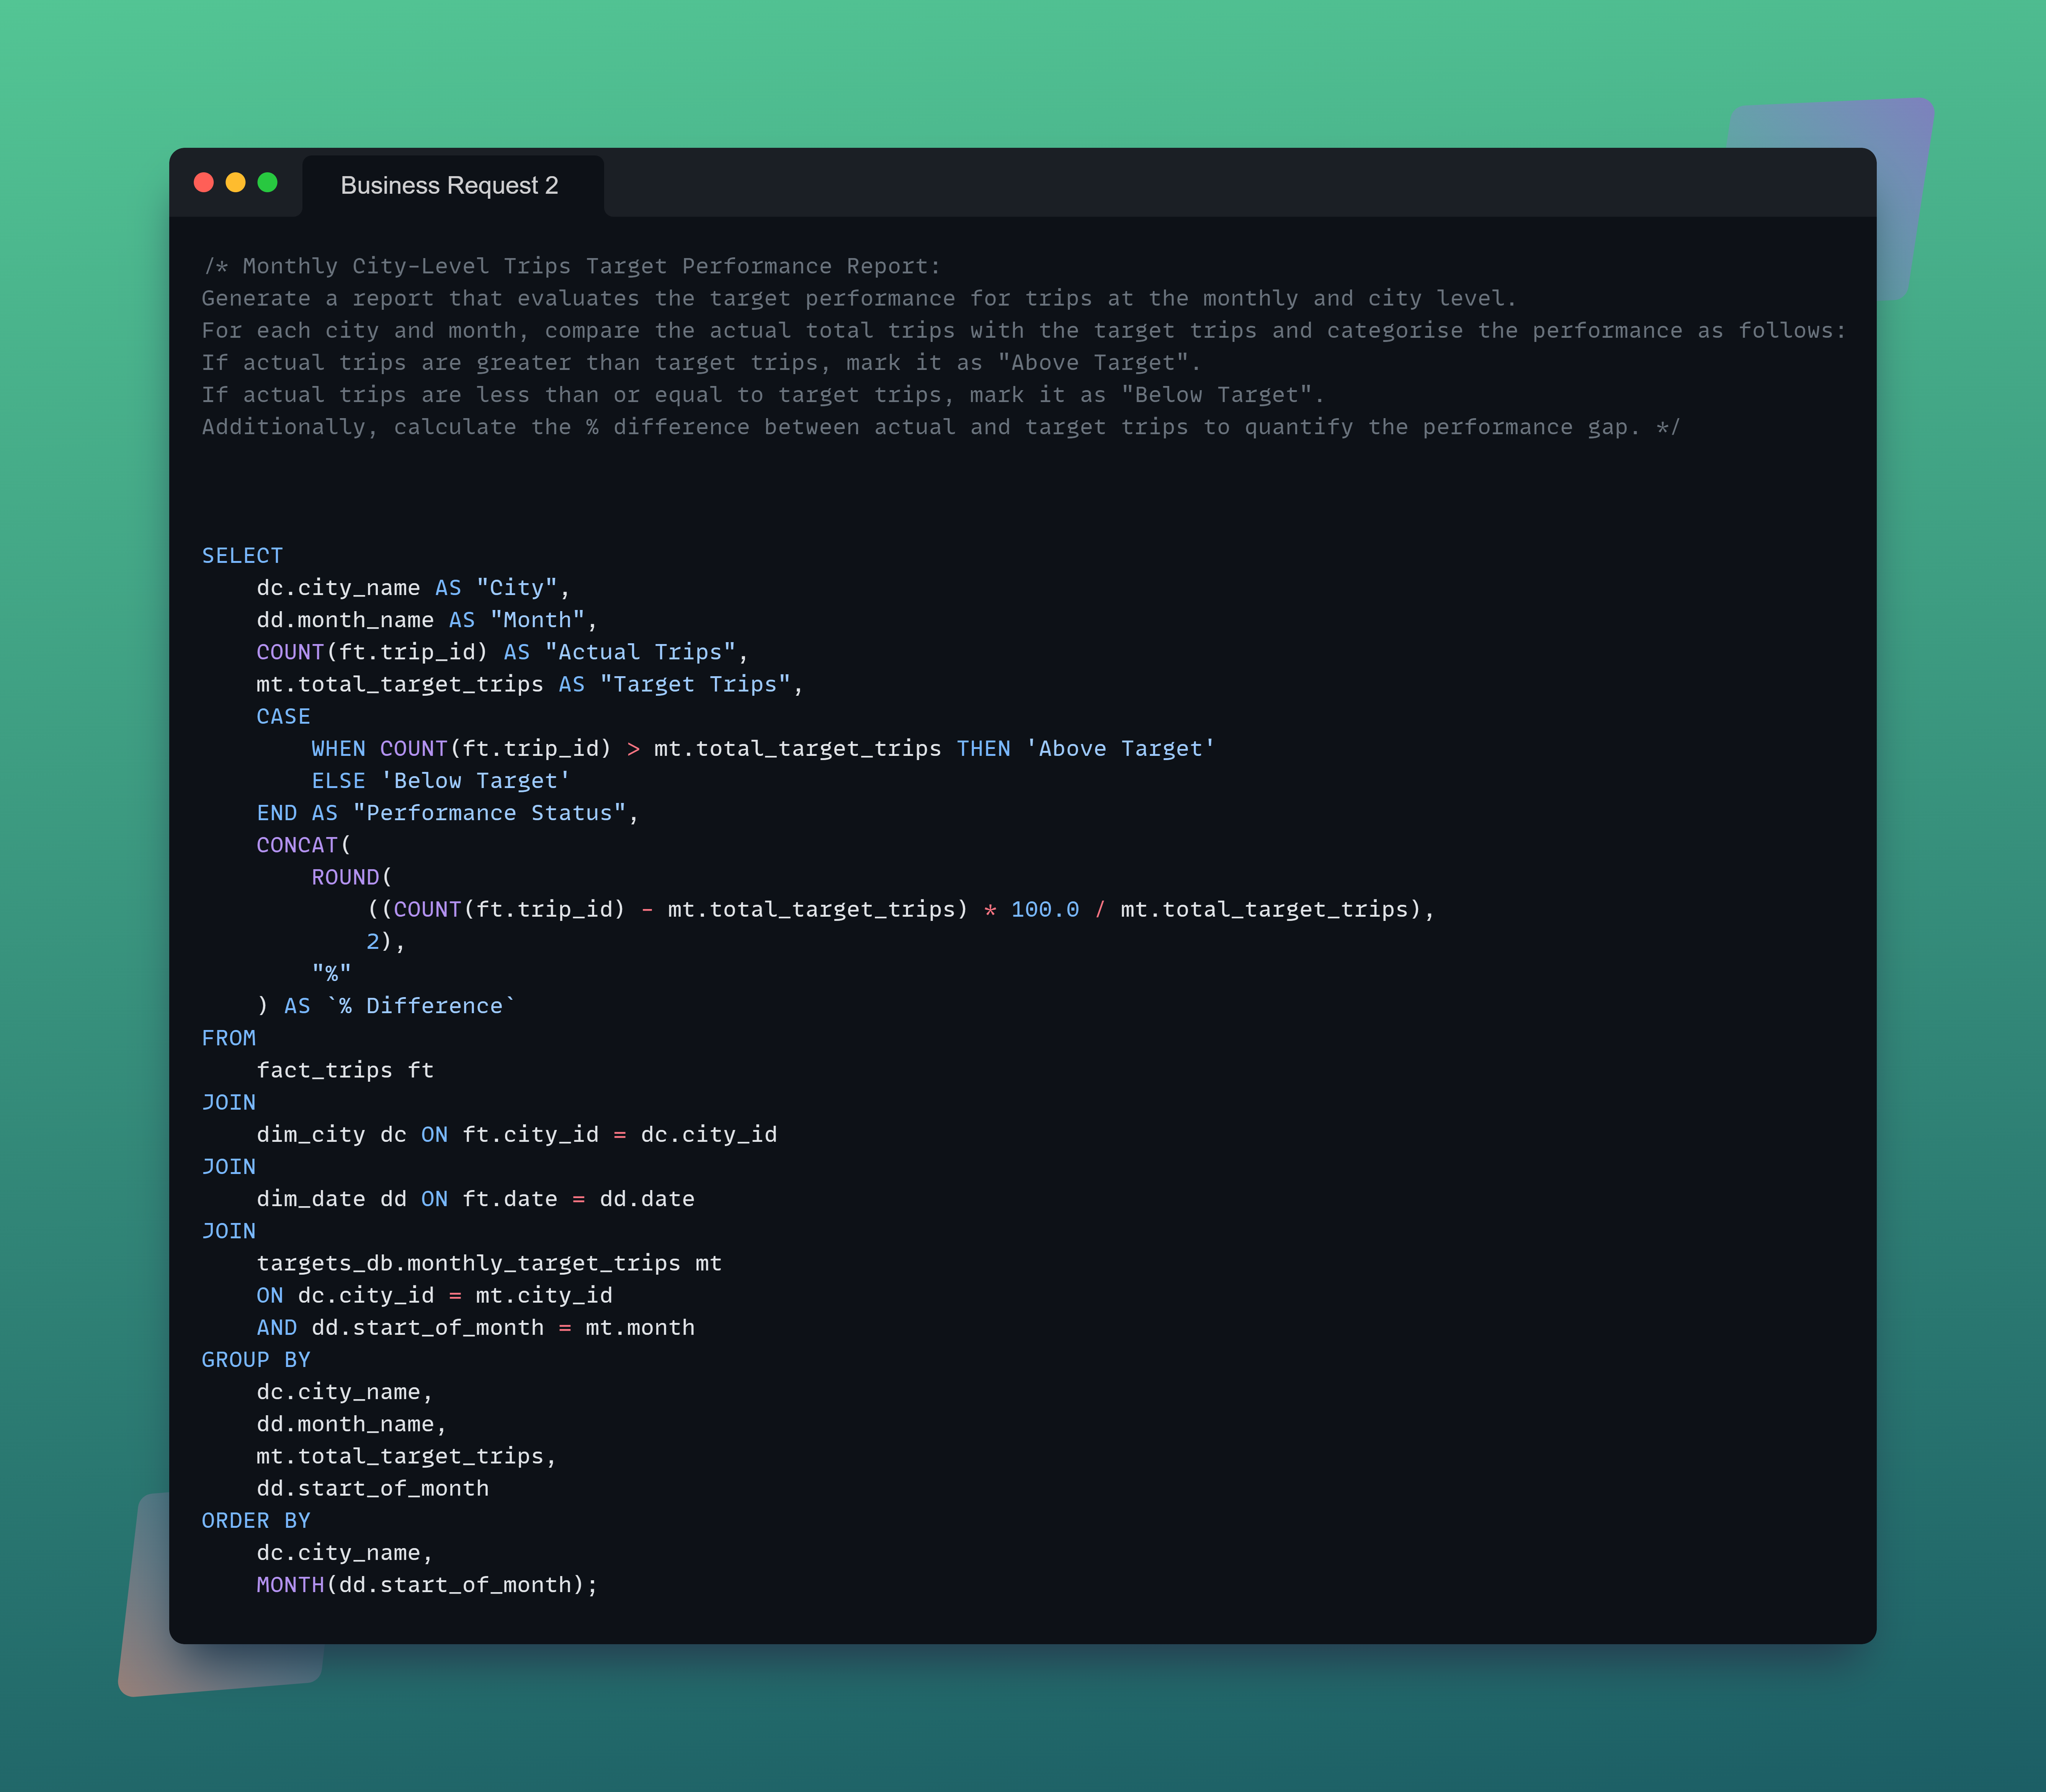 Business Request 2
/* Monthly City-Level Trips Target Performance Report:
Generate a report that evaluates the target performance for trips at the monthly and city level.
For each city and month, compare the actual total trips with the target trips and categorise the performance as follows:
If actual trips are greater than target trips, mark it as "Above Target".
If actual trips are less than or equal to target trips, mark it as "Below Target".
Additionally, calculate the % difference between actual and target trips to quantify the performance gap. */
SELECT
    dc.city_name AS "City",
    dd.month_name AS "Month",
    COUNT(ft.trip_id) AS "Actual Trips",
    mt.total_target_trips AS "Target Trips",
    CASE
        WHEN COUNT(ft.trip_id) > mt.total_target_trips THEN 'Above Target'
        ELSE 'Below Target'
    END AS "Performance Status",
    CONCAT(
        ROUND(
            ((COUNT(ft.trip_id) - mt.total_target_trips) * 100.0 / mt.total_target_trips),
            2),
        "%"
    ) AS `% Difference`
FROM
    fact_trips ft
JOIN
    dim_city dc ON ft.city_id = dc.city_id
JOIN
    dim_date dd ON ft.date = dd.date
JOIN
    targets_db.monthly_target_trips mt
    ON dc.city_id = mt.city_id
    AND dd.start_of_month = mt.month
GROUP BY
    dc.city_name,
    dd.month_name,
    mt.total_target_trips,
    dd.start_of_month
ORDER BY
    dc.city_name,
    MONTH(dd.start_of_month);